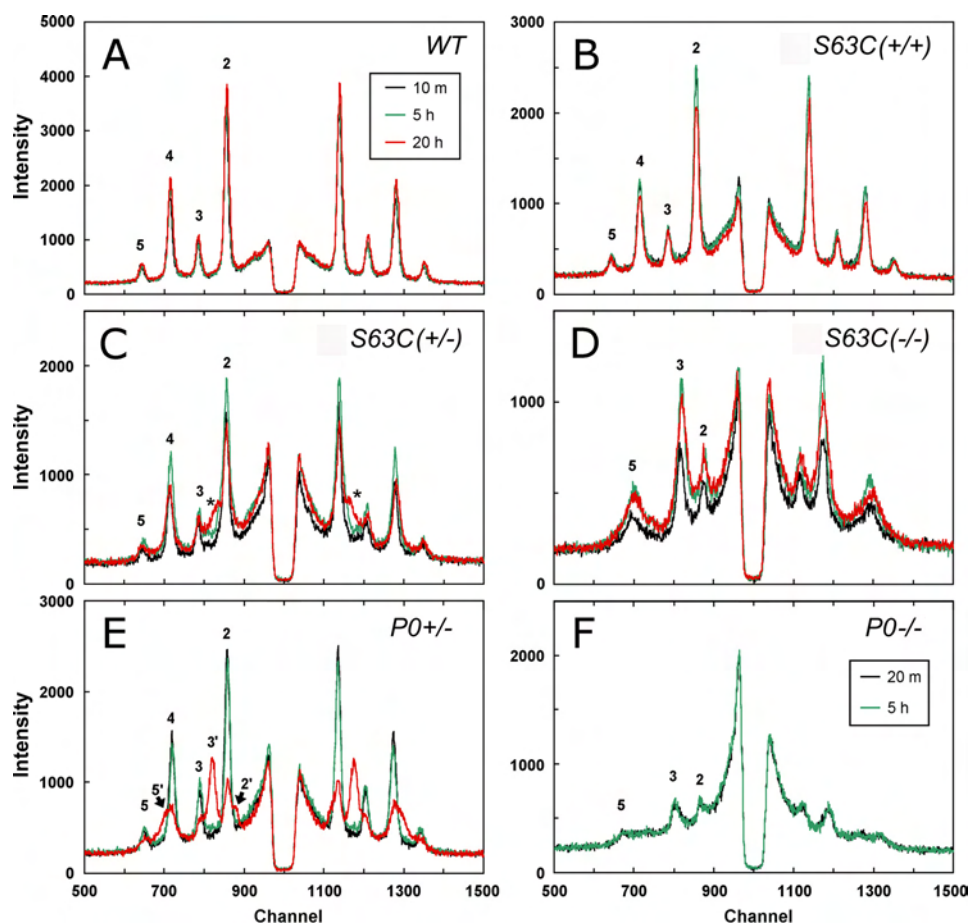 A
WT
2
4
3
5
10 m
5 h
20 h
Intensity
5000
4000
3000
2000
1000
0
B
S63C(+/+)
2
4
3
5
3000
2000
1000
0
C
S63C(+/-)
2
4
3
5
*
*
Intensity
2000
1000
0
D
S63C(-/-)
3
2
5
1000
0
E
P0+/-
2
4
3'
3
5'
5
2'
Intensity
3000
2000
1000
0
500 700 900 1100 1300 1500
Channel
F
P0-/-
20 m
5 h
3
2
5
2000
1000
0
500 700 900 1100 1300 1500
Channel